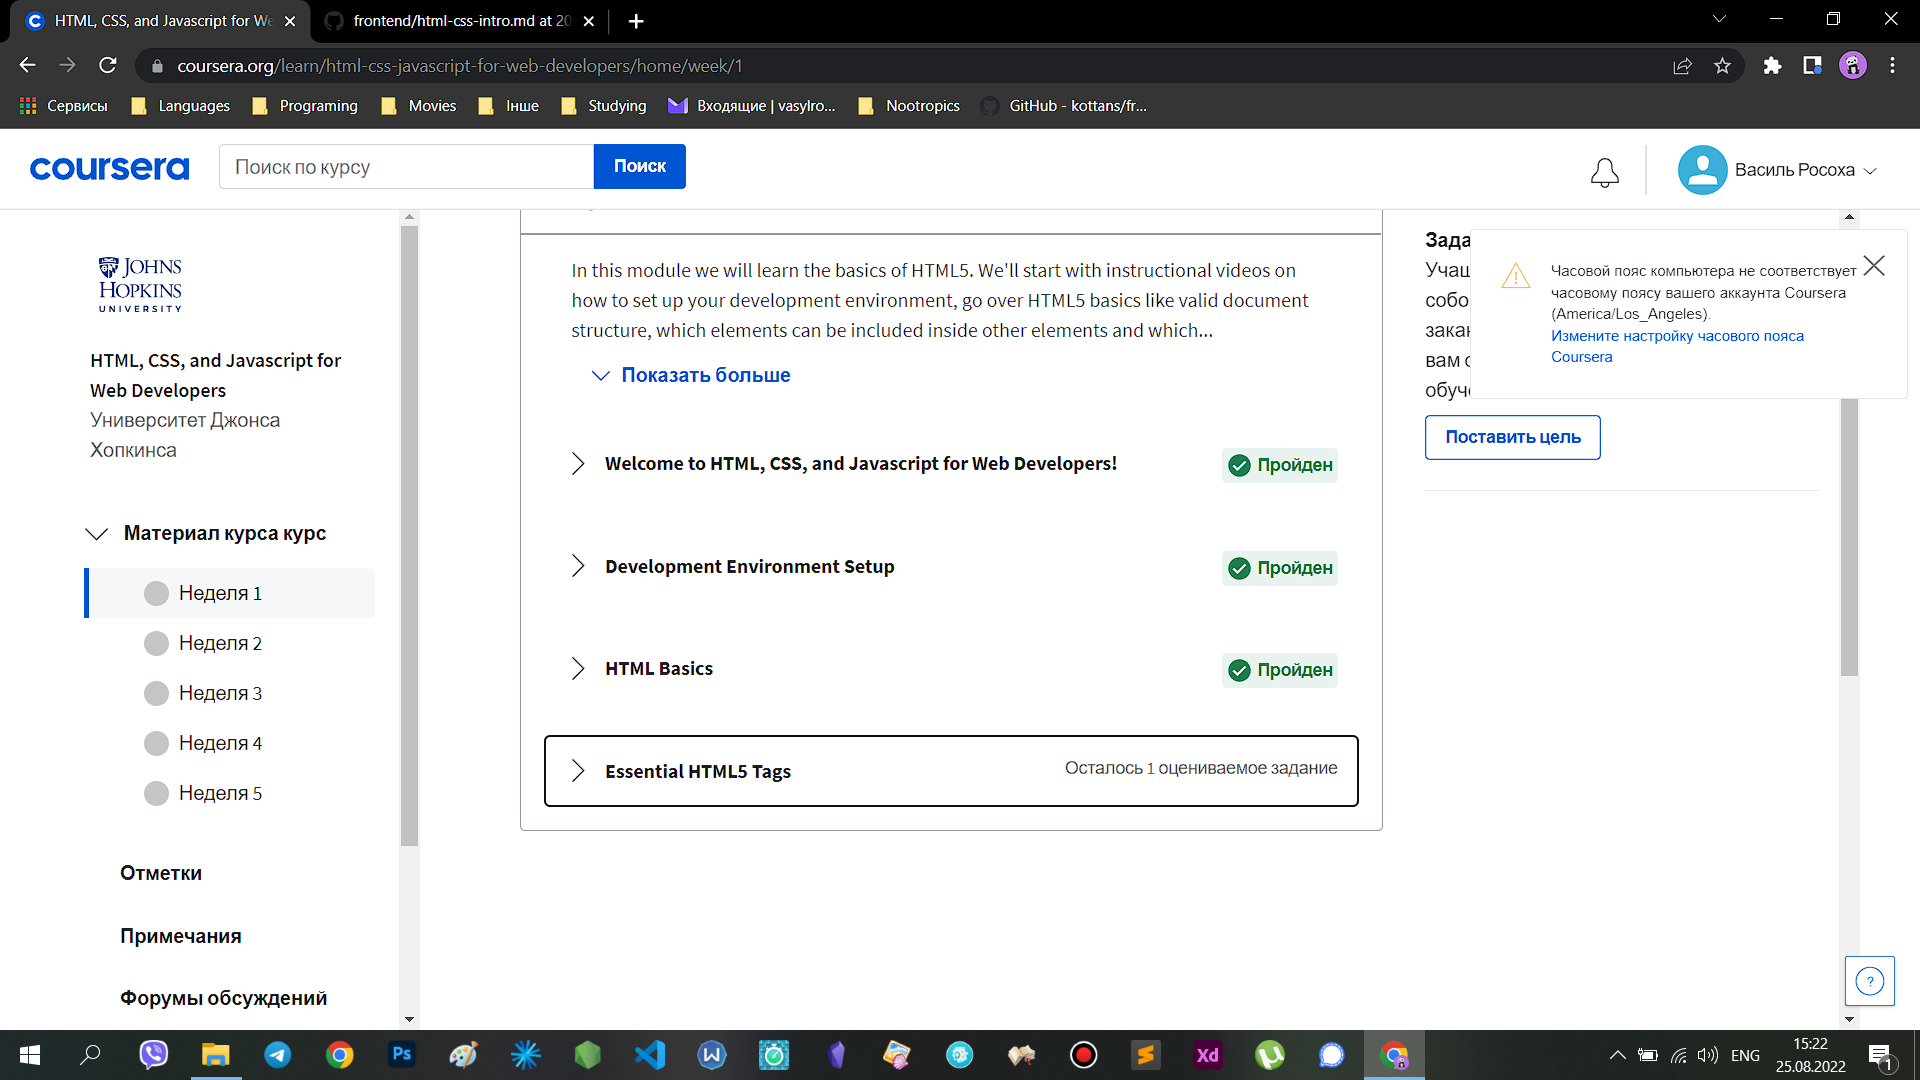 HTML, CSS, and Javascript for We
frontend/html-css-intro.md at 20
coursera.org/learn/html-css-javascript-for-web-developers/home/week/1
Сервисы
Languages
Programing
Movies
Інше
Studying
Входящие | vasylro...
Nootropics
GitHub - kottans/fr...
coursera
Поиск по курсу
Поиск
Василь Росоха
JOHNS
HOPKINS
UNIVERSITY
HTML, CSS, and Javascript for
Web Developers
Университет Джонса
Хопкинса
Материал курса курс
Неделя 1
Неделя 2
Неделя 3
Неделя 4
Неделя 5
Отметки
Примечания
Форумы обсуждений
In this module we will learn the basics of HTML5. We'll start with instructional videos on
how to set up your development environment, go over HTML5 basics like valid document
structure, which elements can be included inside other elements and which...
Показать больше
Welcome to HTML, CSS, and Javascript for Web Developers!
Пройден
Development Environment Setup
Пройден
HTML Basics
Пройден
Essential HTML5 Tags
Осталось 1 оцениваемое задание
Зада
Учащ
собо
закан
вам с
обуче
Поставить цель
Часовой пояс компьютера не соответствует
часовому поясу вашего аккаунта Coursera
(America/Los_Angeles).
Измените настройку часового пояса
Coursera
?
Ps
Xd
ENG
15:22
25.08.2022
1